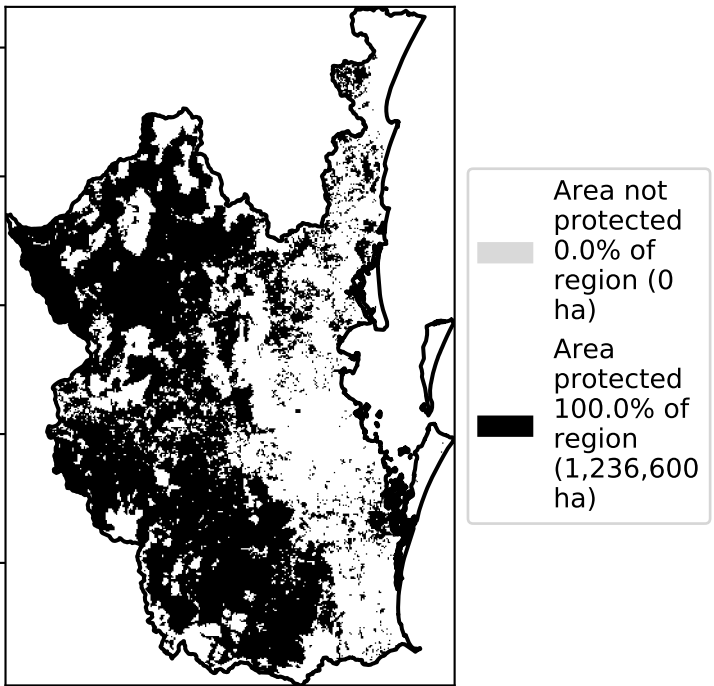 Area not
protected
0.0% of
region (0
ha)
Area
protected
100.0% of
region
(1,236,600
ha)